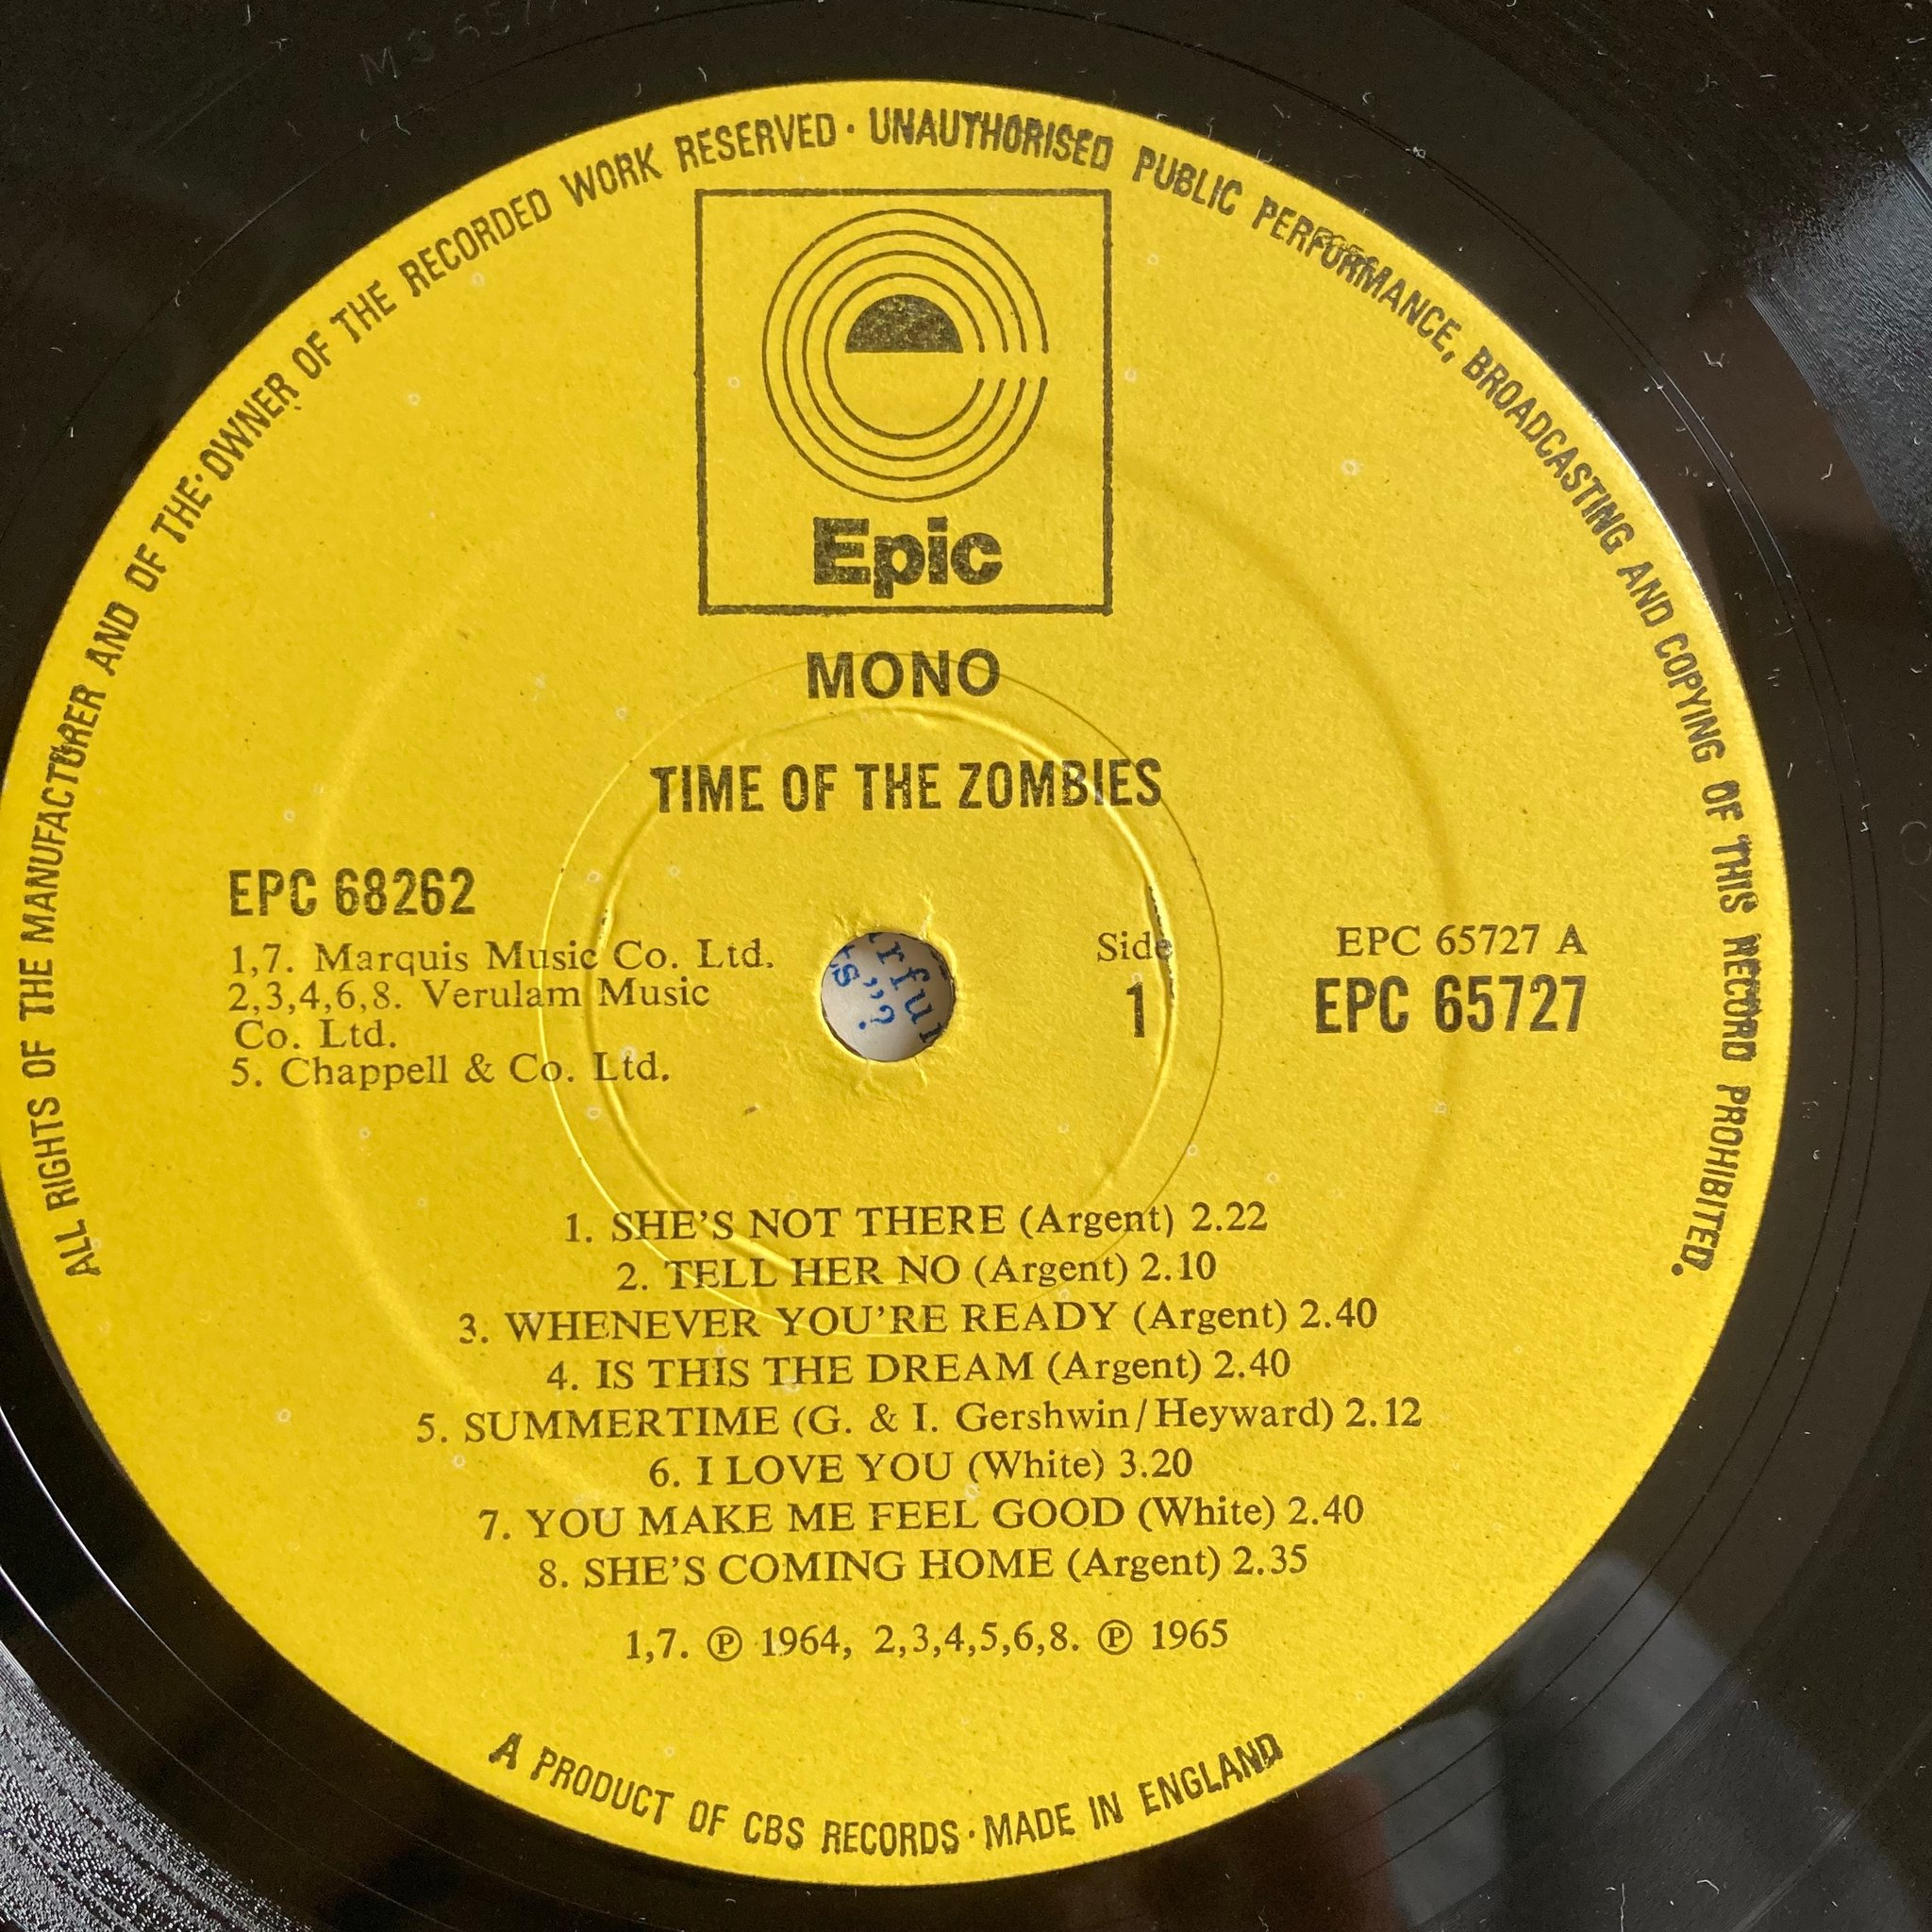 ALL RIGHTS OF THE MANUFACTURER AND OF THE OWNER OF THE RECORDED WORK RESERVED · UNAUTHORISED PUBLIC PERFORMANCE, BROADCASTING AND COPYING OF THIS RECORD PROHIBITED.
Epic
MONO
TIME OF THE ZOMBIES
EPC 68262
1,7. Marquis Music Co. Ltd.
2,3,4,6,8. Verulam Music
Co. Ltd.
5. Chappell & Co. Ltd.
Side
1
EPC 65727 A
EPC 65727
1. SHE'S NOT THERE (Argent) 2.22
2. TELL HER NO (Argent) 2.10
3. WHENEVER YOU'RE READY (Argent) 2.40
4. IS THIS THE DREAM (Argent) 2.40
5. SUMMERTIME (G. & I. Gershwin/Heyward) 2.12
6. I LOVE YOU (White) 3.20
7. YOU MAKE ME FEEL GOOD (White) 2.40
8. SHE'S COMING HOME (Argent) 2.35
1,7. ℗ 1964, 2,3,4,5,6,8. ℗ 1965
A PRODUCT OF CBS RECORDS · MADE IN ENGLAND